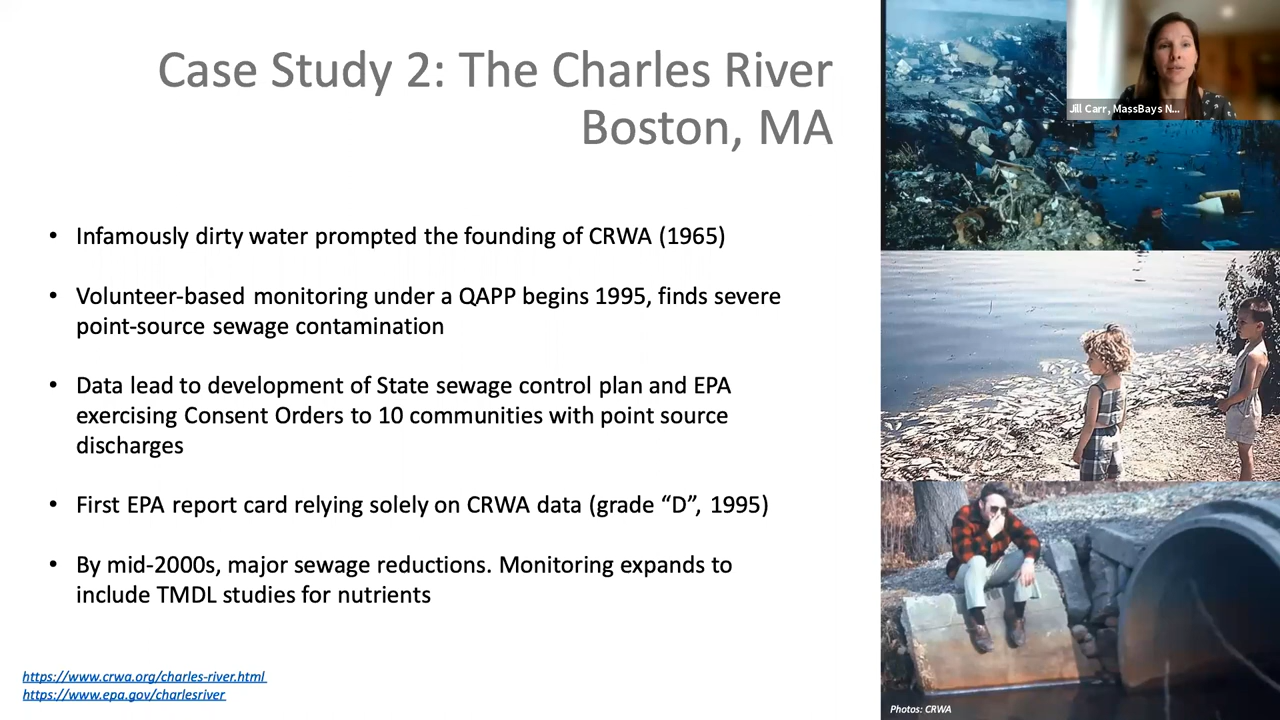 Case Study 2: The Charles River
Boston, MA
Jill Carr, MassBays N...
• Infamously dirty water prompted the founding of CRWA (1965)
• Volunteer-based monitoring under a QAPP begins 1995, finds severe
point-source sewage contamination
• Data lead to development of State sewage control plan and EPA
exercising Consent Orders to 10 communities with point source
discharges
• First EPA report card relying solely on CRWA data (grade “D”, 1995)
• By mid-2000s, major sewage reductions. Monitoring expands to
include TMDL studies for nutrients
https://www.crwa.org/charles-river.html
https://www.epa.gov/charlesriver
Photos: CRWA